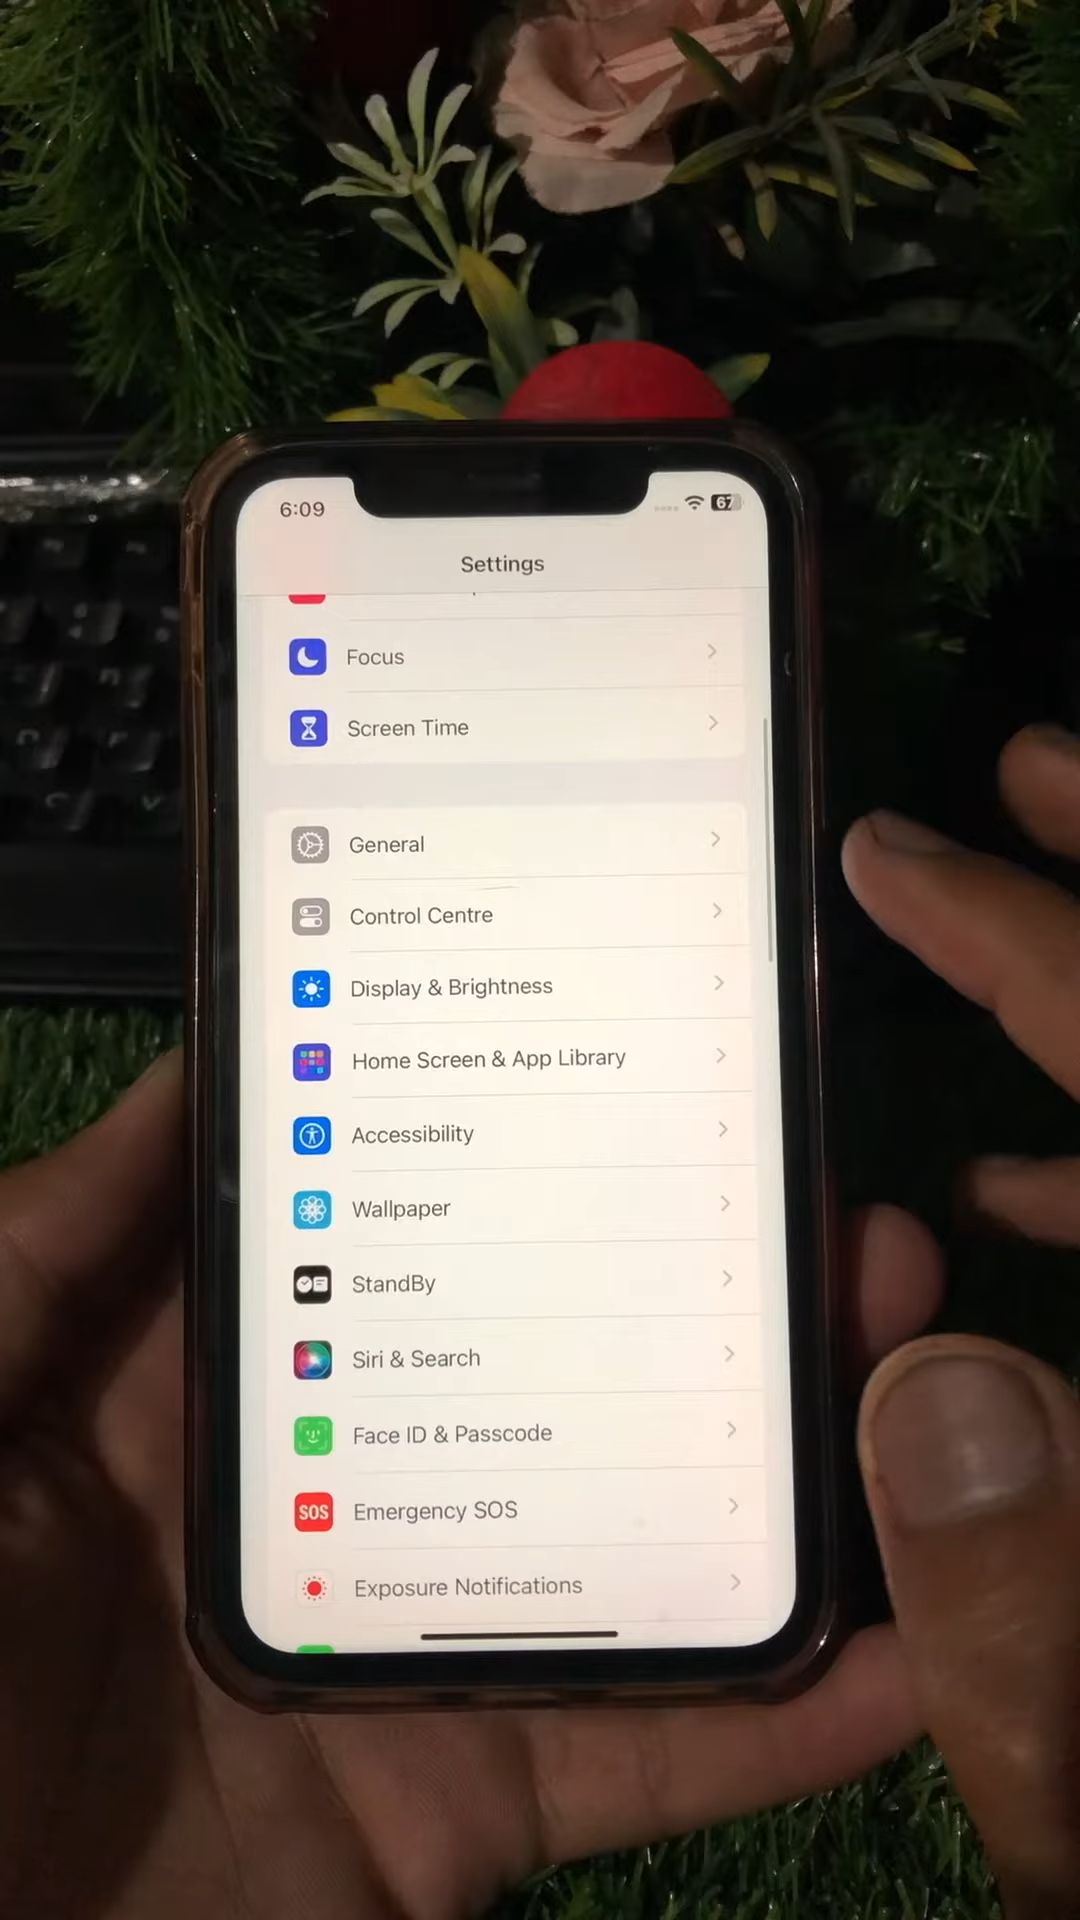 6:09
67
Settings
Focus
Screen Time
General
Control Centre
Display & Brightness
Home Screen & App Library
Accessibility
Wallpaper
StandBy
Siri & Search
Face ID & Passcode
SOS Emergency SOS
Exposure Notifications